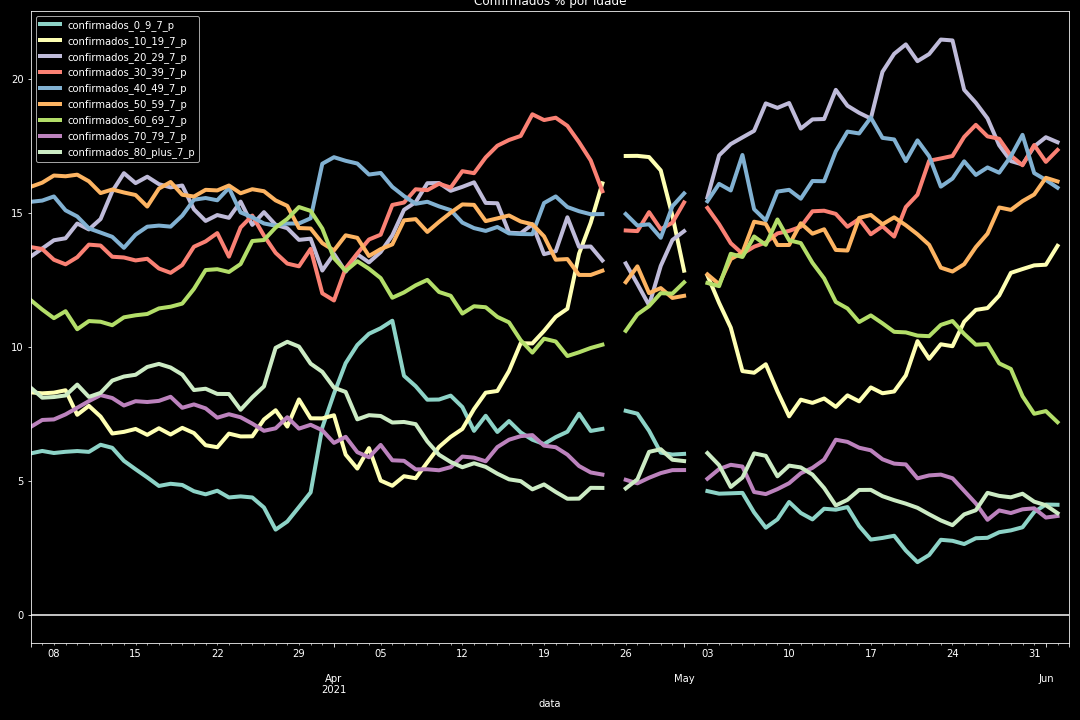 Confirmados % por idade
confirmados_0_9_7_p
confirmados_10_19_7_p
confirmados_20_29_7_p
confirmados_30_39_7_p
confirmados_40_49_7_p
confirmados_50_59_7_p
confirmados_60_69_7_p
confirmados_70_79_7_p
confirmados_80_plus_7_p
20
15
10
5
0
08 15 22 29 05 12 19 26 03 10 17 24 31
Apr May Jun
2021
data